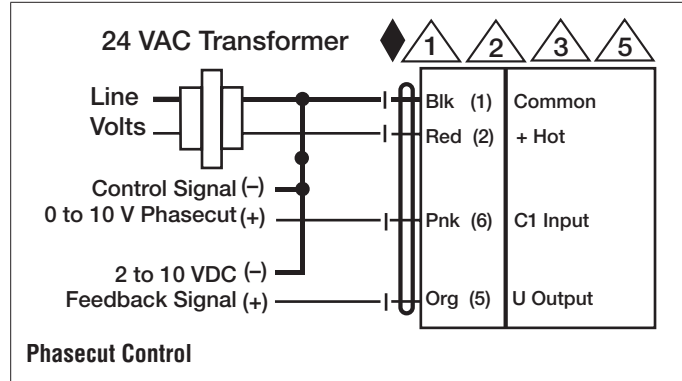 24 VAC Transformer
1 2 3 5
Line
Volts
Blk (1) Common
Red (2) + Hot
Control Signal (–)
0 to 10 V Phasecut (+)
Pnk (6) C1 Input
2 to 10 VDC (–)
Feedback Signal (+)
Org (5) U Output
Phasecut Control